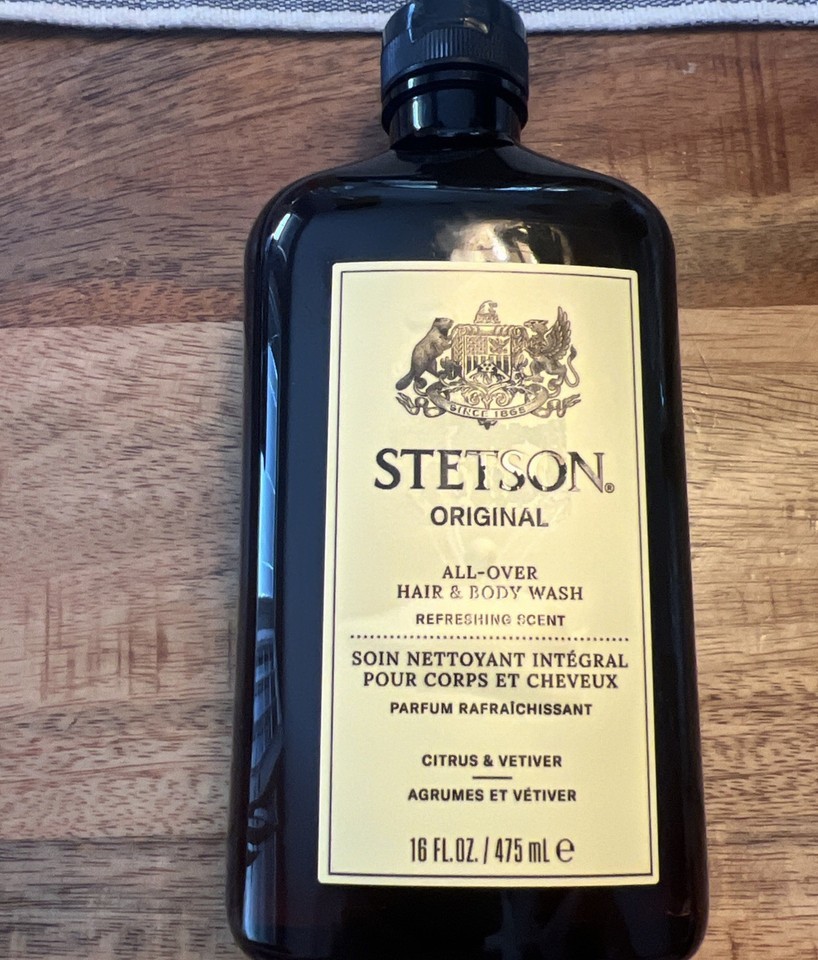 SINCE 1865
STETSON®
ORIGINAL
ALL-OVER
HAIR & BODY WASH
REFRESHING SCENT
SOIN NETTOYANT INTÉGRAL
POUR CORPS ET CHEVEUX
PARFUM RAFRAÎCHISSANT
CITRUS & VETIVER
AGRUMES ET VÉTIVER
16 FL.OZ. / 475 mL ℮